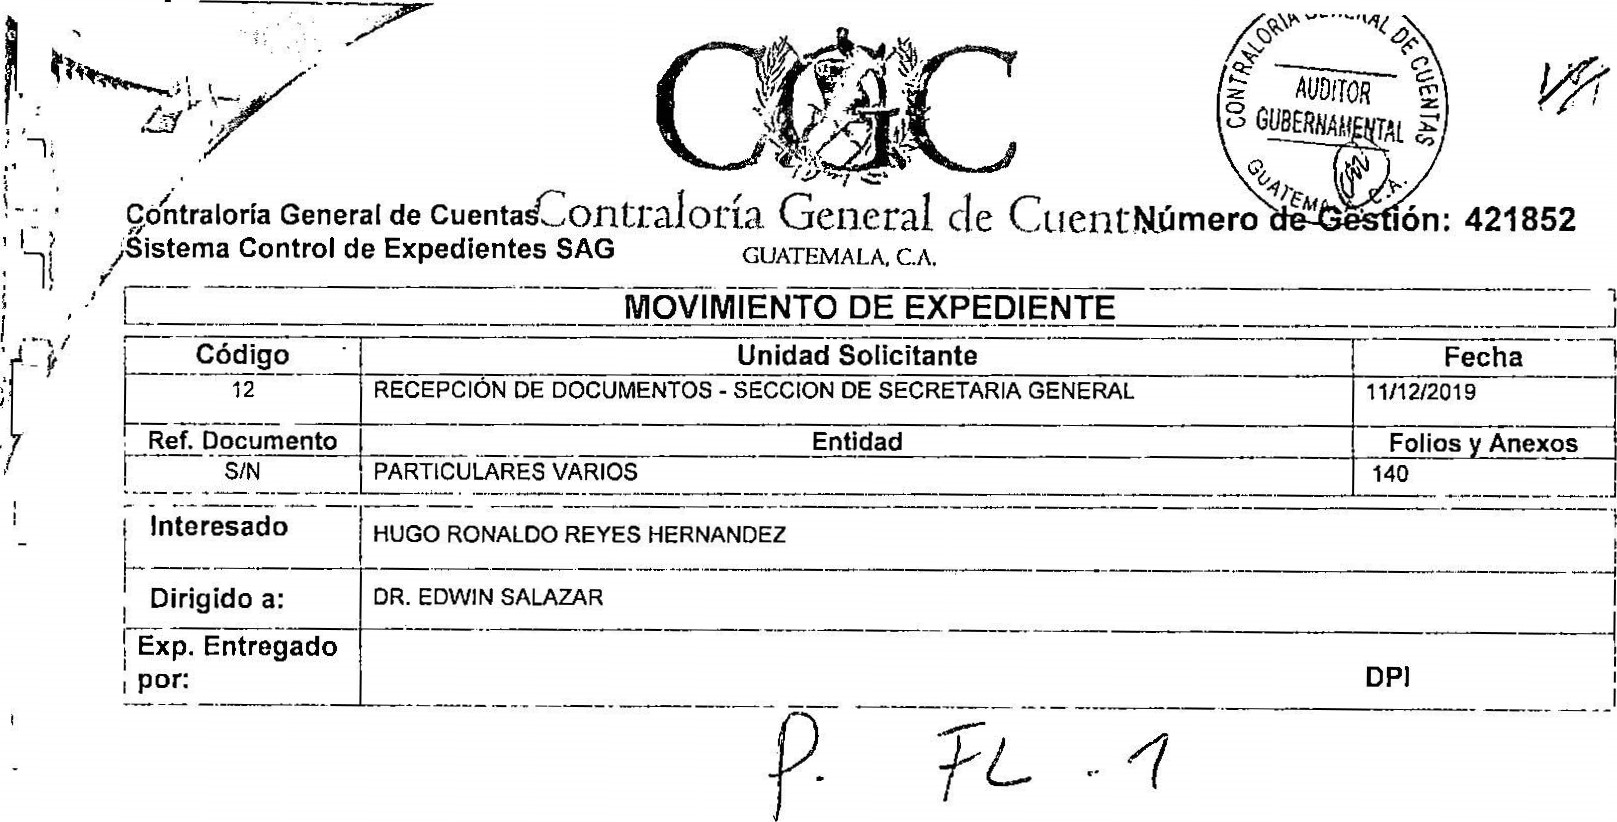 CGC
CONTRALORIA GENERAL DE CUENTAS
AUDITOR
GUBERNAMENTAL
GUATEMALA C.A.
Contraloría General de Cuentas
Contraloría General de Cuent
Número de Gestión: 421852
Sistema Control de Expedientes SAG
GUATEMALA, C.A.
MOVIMIENTO DE EXPEDIENTE
Código Unidad Solicitante Fecha
12 RECEPCIÓN DE DOCUMENTOS - SECCION DE SECRETARIA GENERAL 11/12/2019
Ref. Documento Entidad Folios y Anexos
S/N PARTICULARES VARIOS 140
Interesado HUGO RONALDO REYES HERNANDEZ
Dirigido a: DR. EDWIN SALAZAR
Exp. Entregado
por: DPI
P. FL - 1